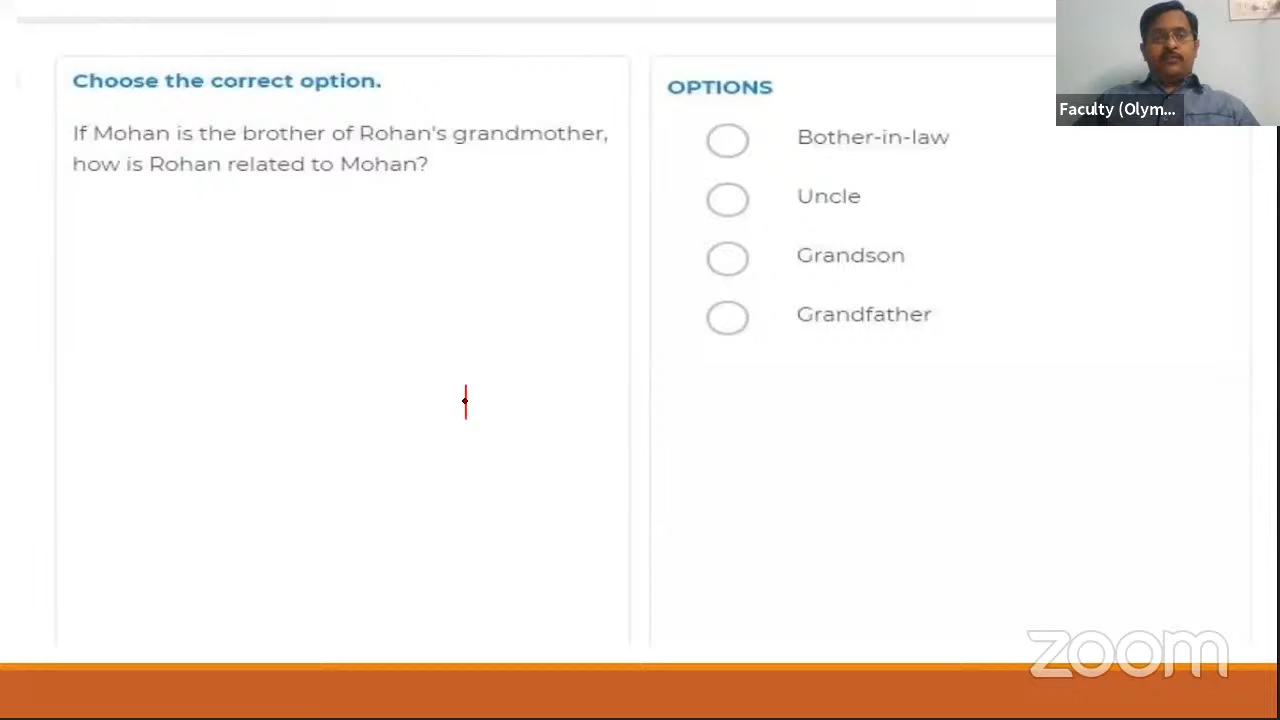 Choose the correct option.
If Mohan is the brother of Rohan's grandmother,
how is Rohan related to Mohan?
OPTIONS
Bother-in-law
Uncle
Grandson
Grandfather
Faculty (Olym...
zoom